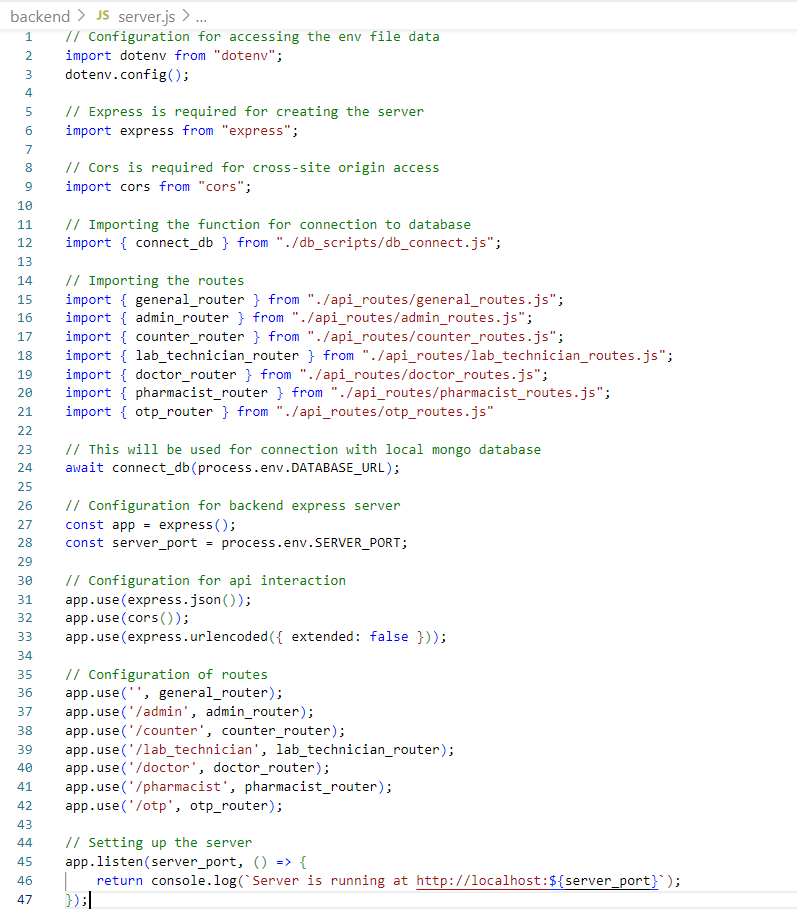 backend > JS server.js > ...
1 // Configuration for accessing the env file data
2 import dotenv from "dotenv";
3 dotenv.config();
4
5 // Express is required for creating the server
6 import express from "express";
7
8 // Cors is required for cross-site origin access
9 import cors from "cors";
10
11 // Importing the function for connection to database
12 import { connect_db } from "./db_scripts/db_connect.js";
13
14 // Importing the routes
15 import { general_router } from "./api_routes/general_routes.js";
16 import { admin_router } from "./api_routes/admin_routes.js";
17 import { counter_router } from "./api_routes/counter_routes.js";
18 import { lab_technician_router } from "./api_routes/lab_technician_routes.js";
19 import { doctor_router } from "./api_routes/doctor_routes.js";
20 import { pharmacist_router } from "./api_routes/pharmacist_routes.js";
21 import { otp_router } from "./api_routes/otp_routes.js"
22
23 // This will be used for connection with local mongo database
24 await connect_db(process.env.DATABASE_URL);
25
26 // Configuration for backend express server
27 const app = express();
28 const server_port = process.env.SERVER_PORT;
29
30 // Configuration for api interaction
31 app.use(express.json());
32 app.use(cors());
33 app.use(express.urlencoded({ extended: false }));
34
35 // Configuration of routes
36 app.use('', general_router);
37 app.use('/admin', admin_router);
38 app.use('/counter', counter_router);
39 app.use('/lab_technician', lab_technician_router);
40 app.use('/doctor', doctor_router);
41 app.use('/pharmacist', pharmacist_router);
42 app.use('/otp', otp_router);
43
44 // Setting up the server
45 app.listen(server_port, () => {
46     return console.log(`Server is running at http://localhost:${server_port}`);
47 });